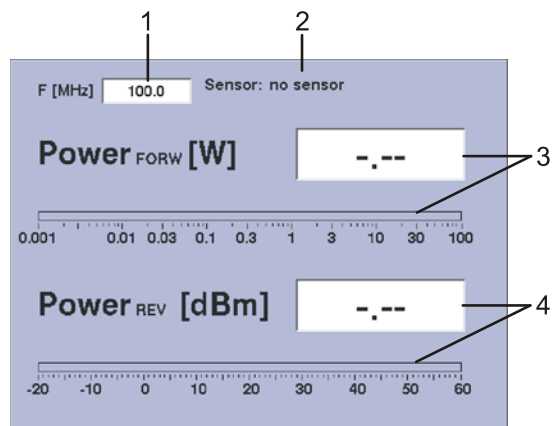 1
2
F [MHz] 100.0 Sensor: no sensor
Power FORW [W] -.--
3
0.001 0.01 0.03 0.1 0.3 1 3 10 30 100
Power REV [dBm] -.--
4
-20 -10 0 10 20 30 40 50 60